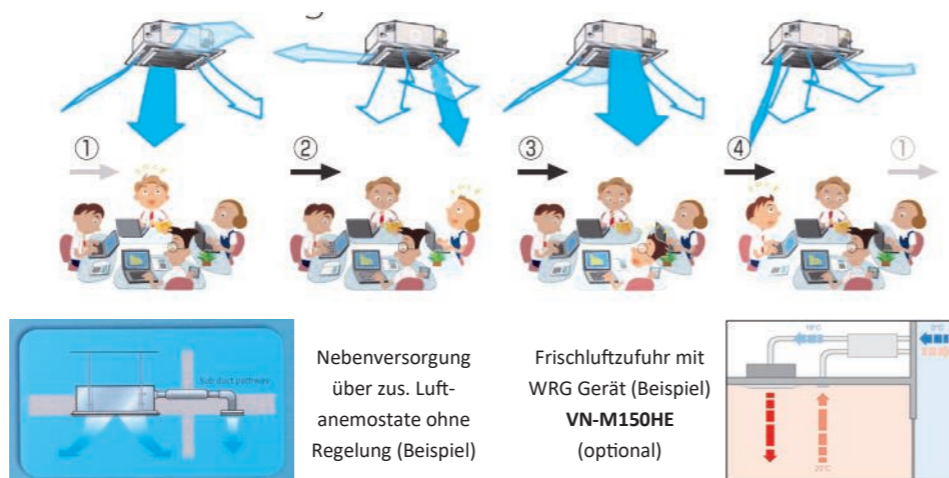 ①
②
③
④
①
Sub duct pathway
Nebenversorgung
über zus. Luft-
anemostate ohne
Regelung (Beispiel)
Frischluftzufuhr mit
WRG Gerät (Beispiel)
VN-M150HE
(optional)
0°C